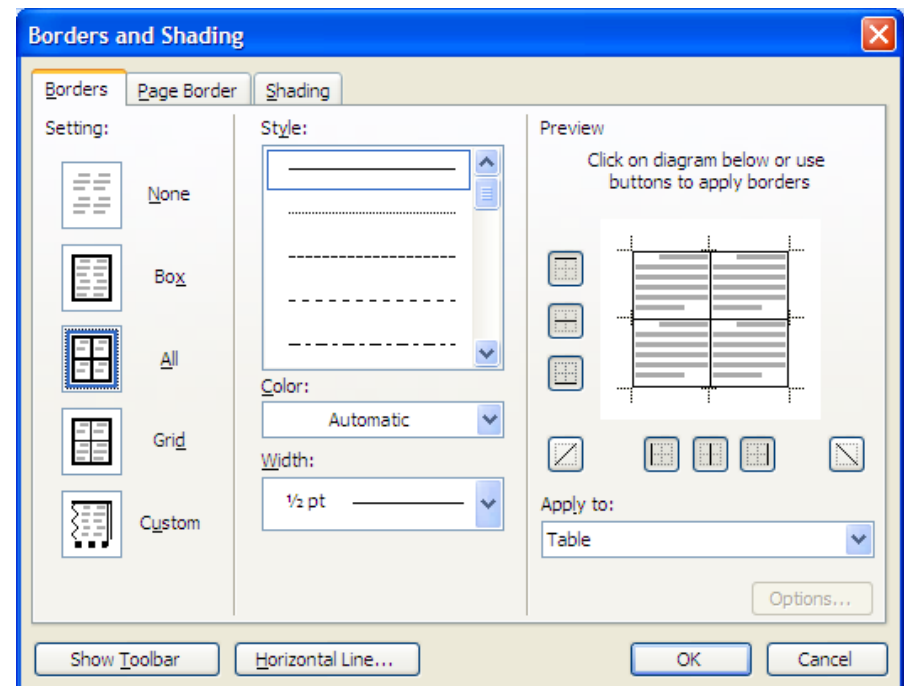 Borders and Shading
Borders
Page Border
Shading
Setting:
None
Box
All
Grid
Custom
Style:
Color:
Automatic
Width:
½ pt
Preview
Click on diagram below or use
buttons to apply borders
Apply to:
Table
Options...
Show Toolbar
Horizontal Line...
OK
Cancel